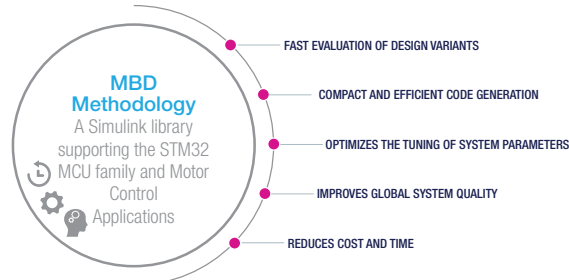 MBD
Methodology
A Simulink library
supporting the STM32
MCU family and Motor
Control
Applications
FAST EVALUATION OF DESIGN VARIANTS
COMPACT AND EFFICIENT CODE GENERATION
OPTIMIZES THE TUNING OF SYSTEM PARAMETERS
IMPROVES GLOBAL SYSTEM QUALITY
REDUCES COST AND TIME